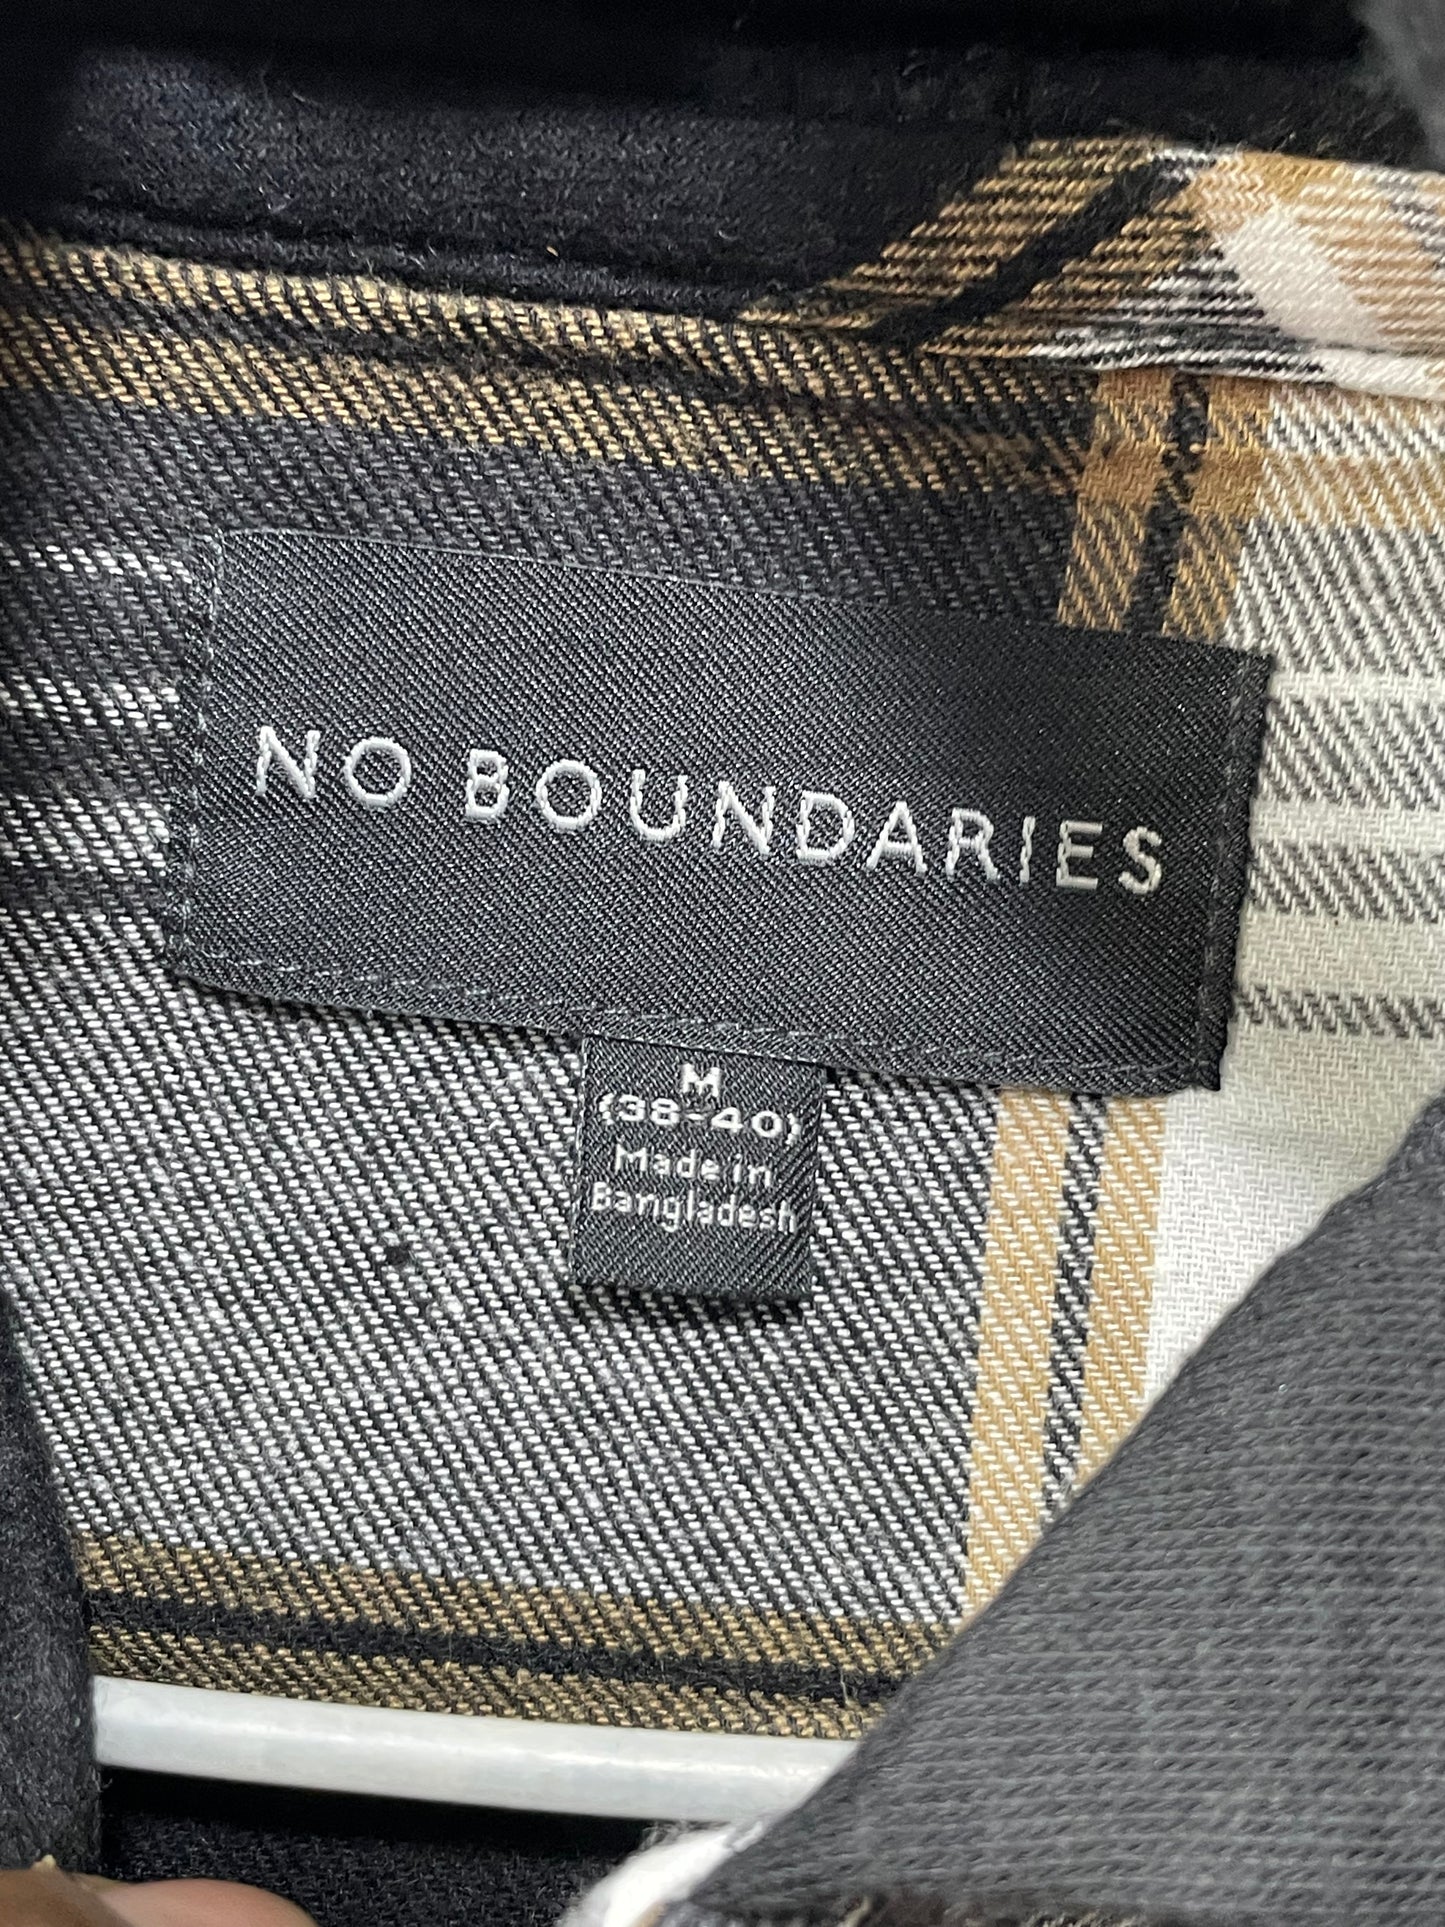 NO BOUNDARIES
M
(38-40)
Made in
Bangladesh